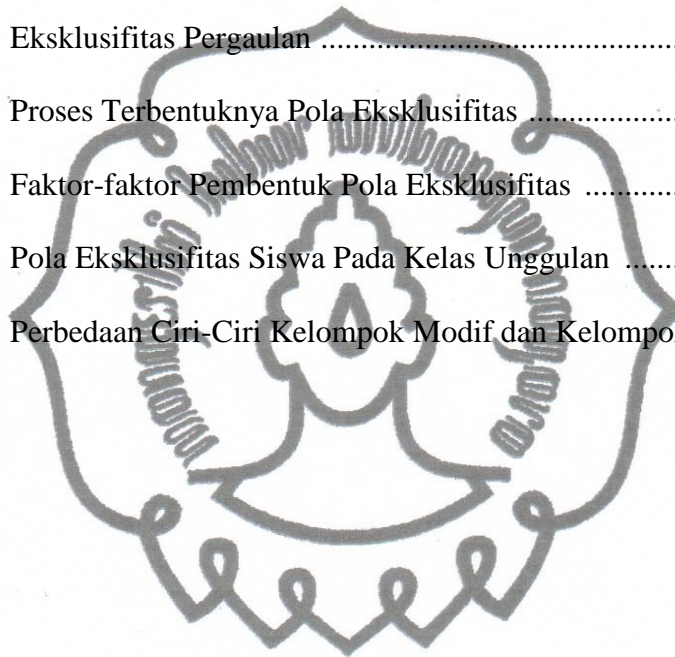 Eksklusifitas Pergaulan ............................................
Proses Terbentuknya Pola Eksklusifitas ..................
Faktor-faktor Pembentuk Pola Eksklusifitas ...........
Pola Eksklusifitas Siswa Pada Kelas Unggulan .......
Perbedaan Ciri-Ciri Kelompok Modif dan Kelompo